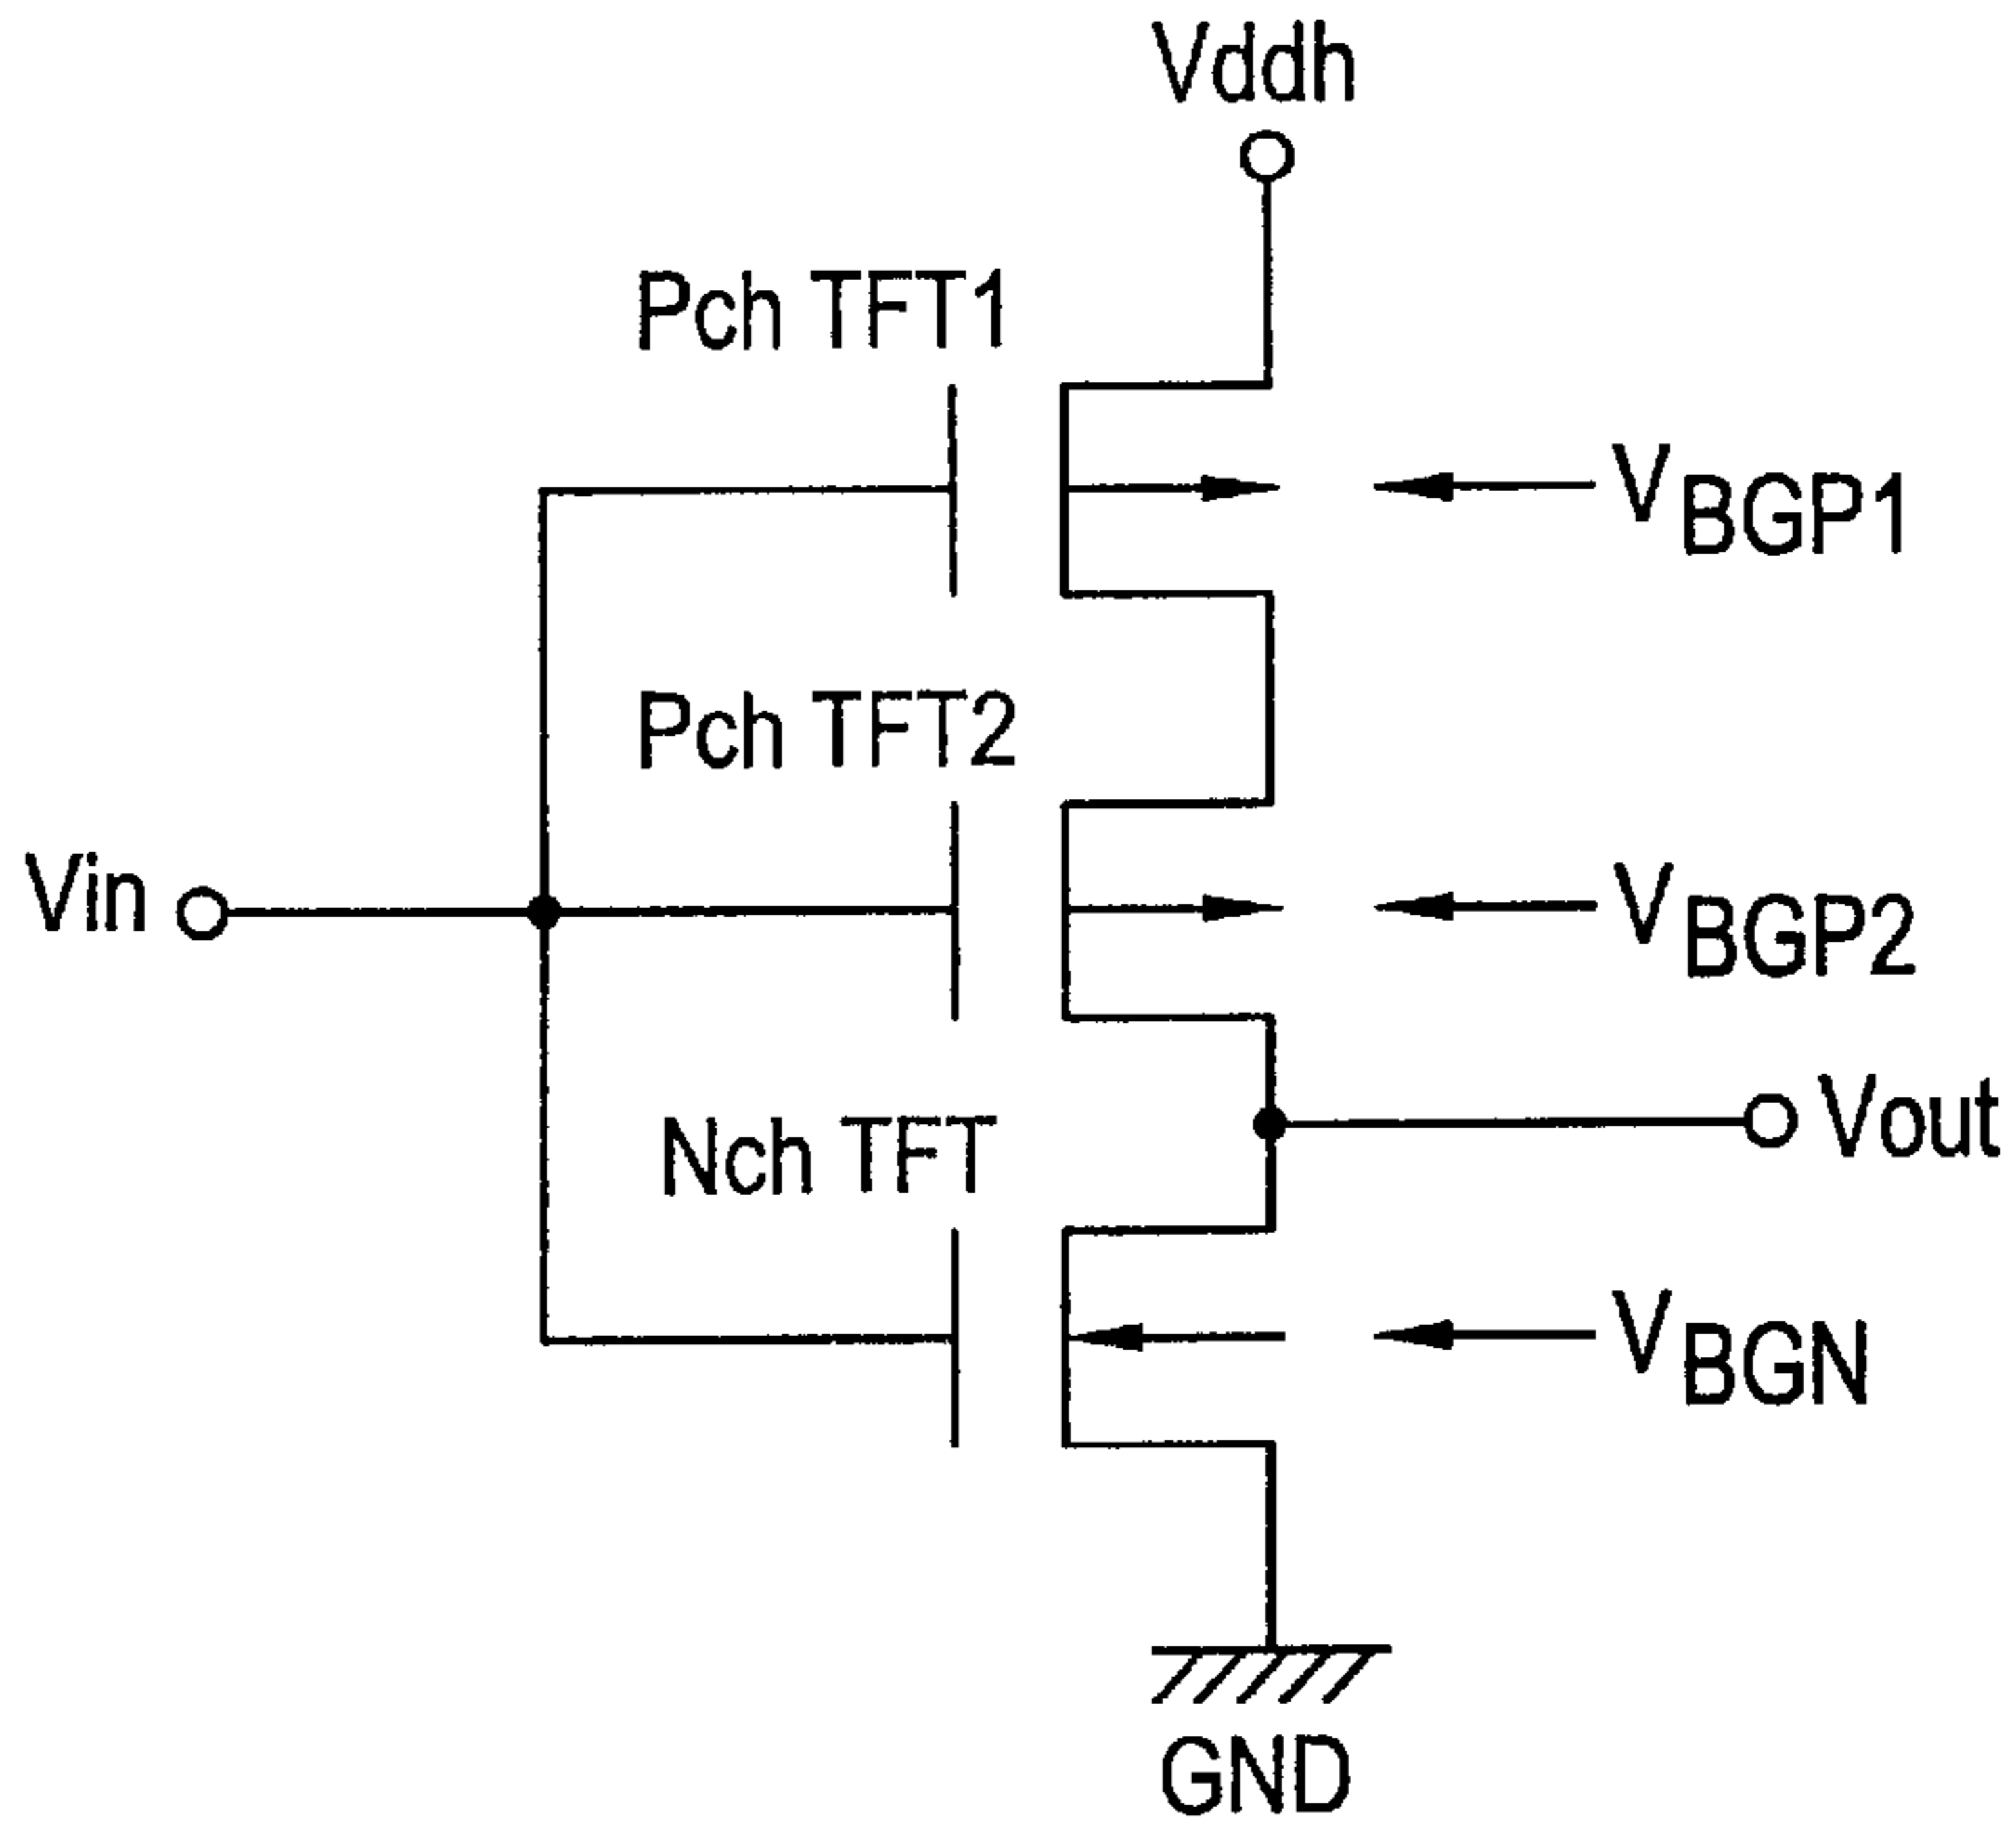 Vddh
Pch TFT1
VBGP1
Pch TFT2
Vin
VBGP2
Vout
Nch TFT
VBGN
GND